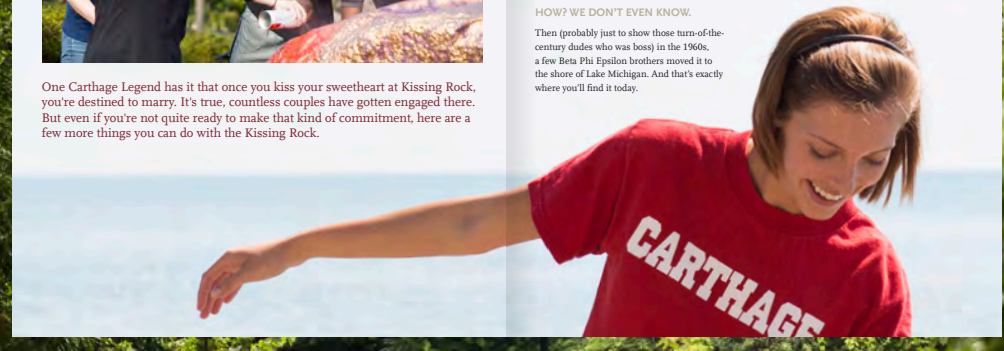 One Carthage Legend has it that once you kiss your sweetheart at Kissing Rock,
you're destined to marry. It's true, countless couples have gotten engaged there.
But even if you're not quite ready to make that kind of commitment, here are a
few more things you can do with the Kissing Rock.
HOW? WE DON'T EVEN KNOW.
Then (probably just to show those turn-of-the-
century dudes who was boss) in the 1960s,
a few Beta Phi Epsilon brothers moved it to
the shore of Lake Michigan. And that's exactly
where you'll find it today.
CARTHAGE